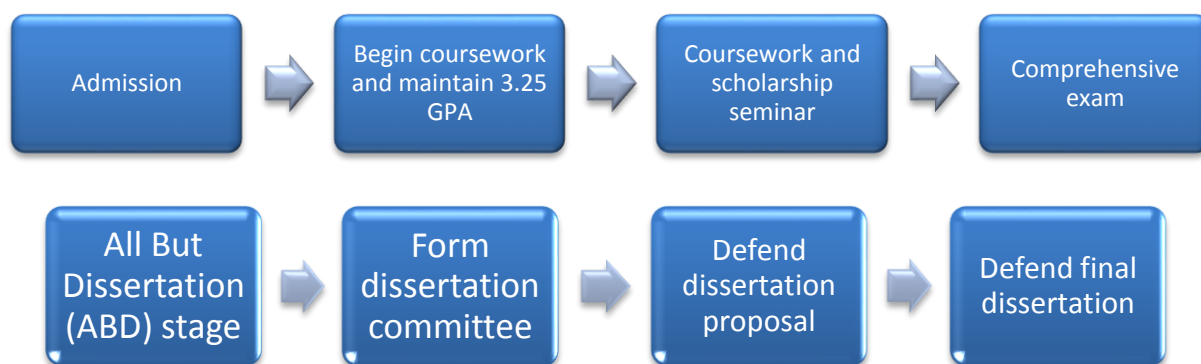 Admission
Begin coursework
and maintain 3.25
GPA
Coursework and
scholarship
seminar
Comprehensive
exam
All But
Dissertation
(ABD) stage
Form
dissertation
committee
Defend
dissertation
proposal
Defend final
dissertation